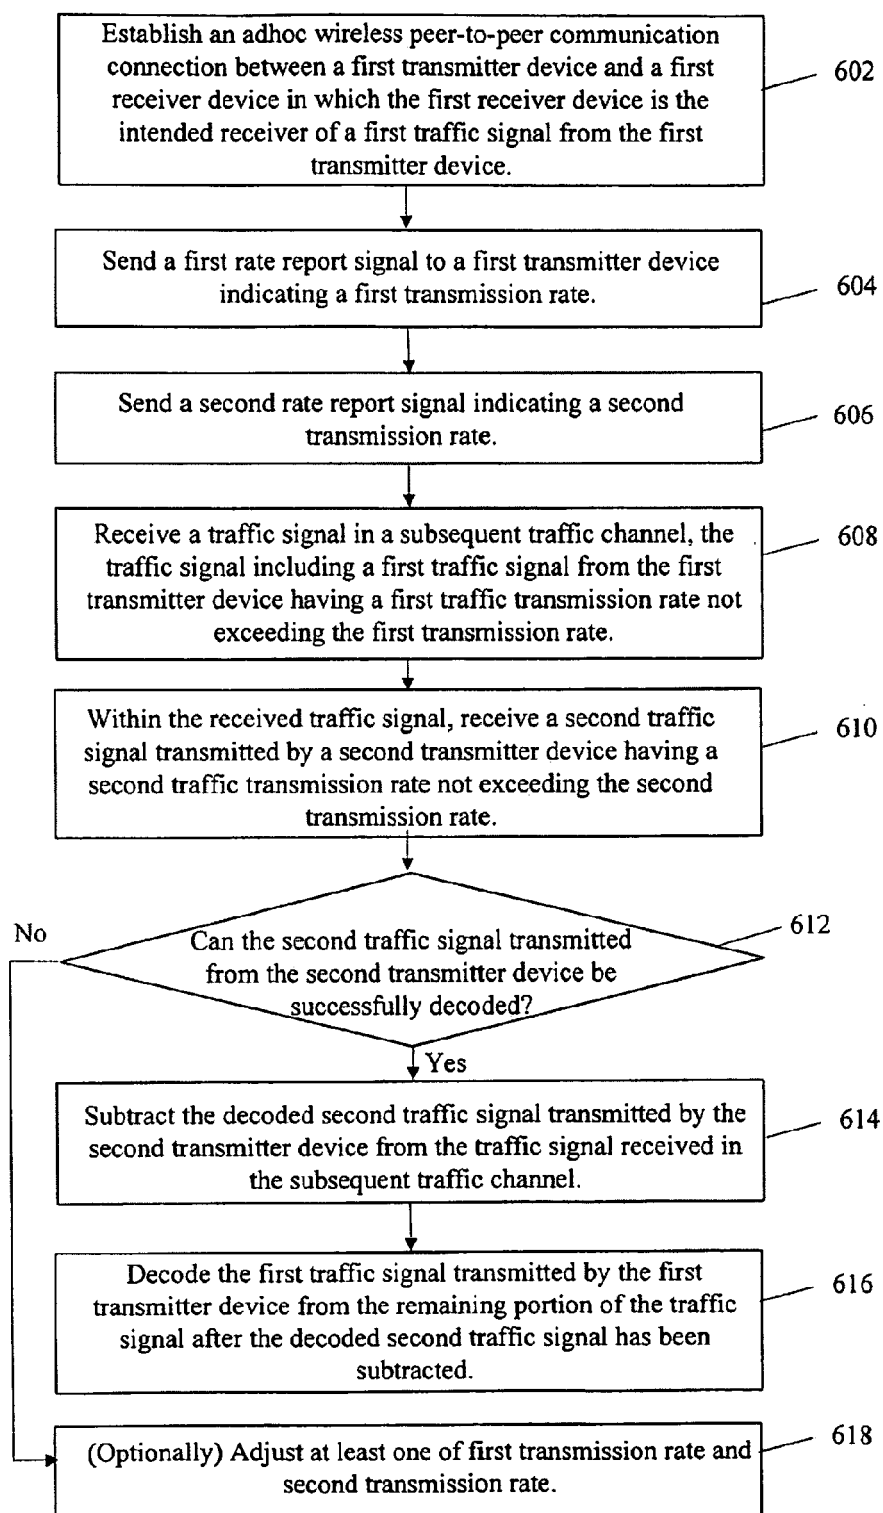 Establish an adhoc wireless peer-to-peer communication
connection between a first transmitter device and a first
receiver device in which the first receiver device is the
intended receiver of a first traffic signal from the first
transmitter device.
602
Send a first rate report signal to a first transmitter device
indicating a first transmission rate.
604
Send a second rate report signal indicating a second
transmission rate.
606
Receive a traffic signal in a subsequent traffic channel, the
traffic signal including a first traffic signal from the first
transmitter device having a first traffic transmission rate not
exceeding the first transmission rate.
608
Within the received traffic signal, receive a second traffic
signal transmitted by a second transmitter device having a
second traffic transmission rate not exceeding the second
transmission rate.
610
No
Can the second traffic signal transmitted
from the second transmitter device be
successfully decoded?
612
Yes
Subtract the decoded second traffic signal transmitted by the
second transmitter device from the traffic signal received in
the subsequent traffic channel.
614
Decode the first traffic signal transmitted by the first
transmitter device from the remaining portion of the traffic
signal after the decoded second traffic signal has been
subtracted.
616
(Optionally) Adjust at least one of first transmission rate and
second transmission rate.
618